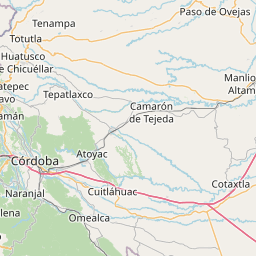 Paso de Ovejas
Tenampa
Totutla
Huatusco
de Chicuéllar
Manlio
Altam
atepec
Tepatlaxco
Camarón
de Tejeda
avo
amán
Atoyac
Córdoba
Cuitláhuac
Cotaxtla
Naranjal
Omealca
lena